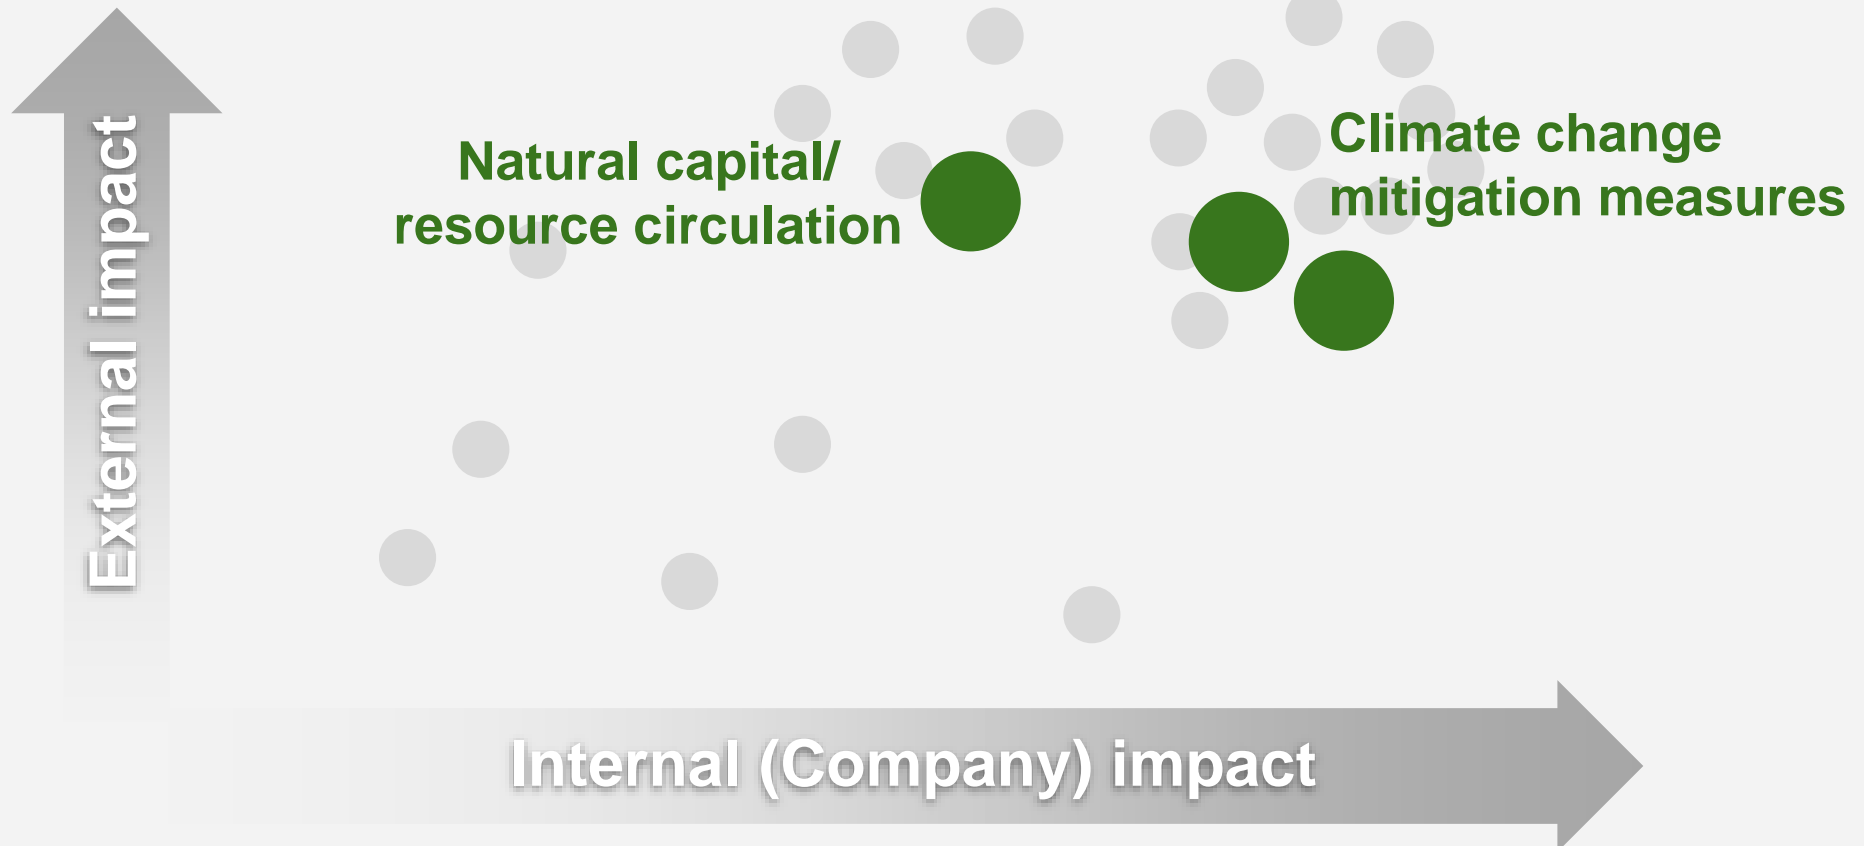 External impact
Natural capital/
resource circulation
Climate change
mitigation measures
Internal (Company) impact